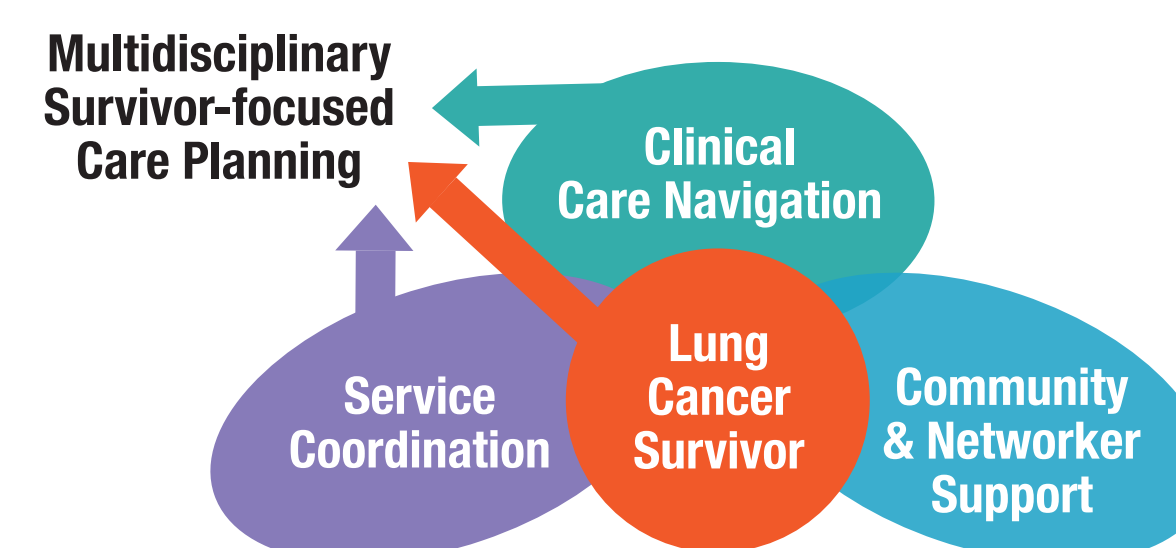 Multidisciplinary
Survivor-focused
Care Planning
Clinical
Care Navigation
Service
Coordination
Lung
Cancer
Survivor
Community
& Networker
Support